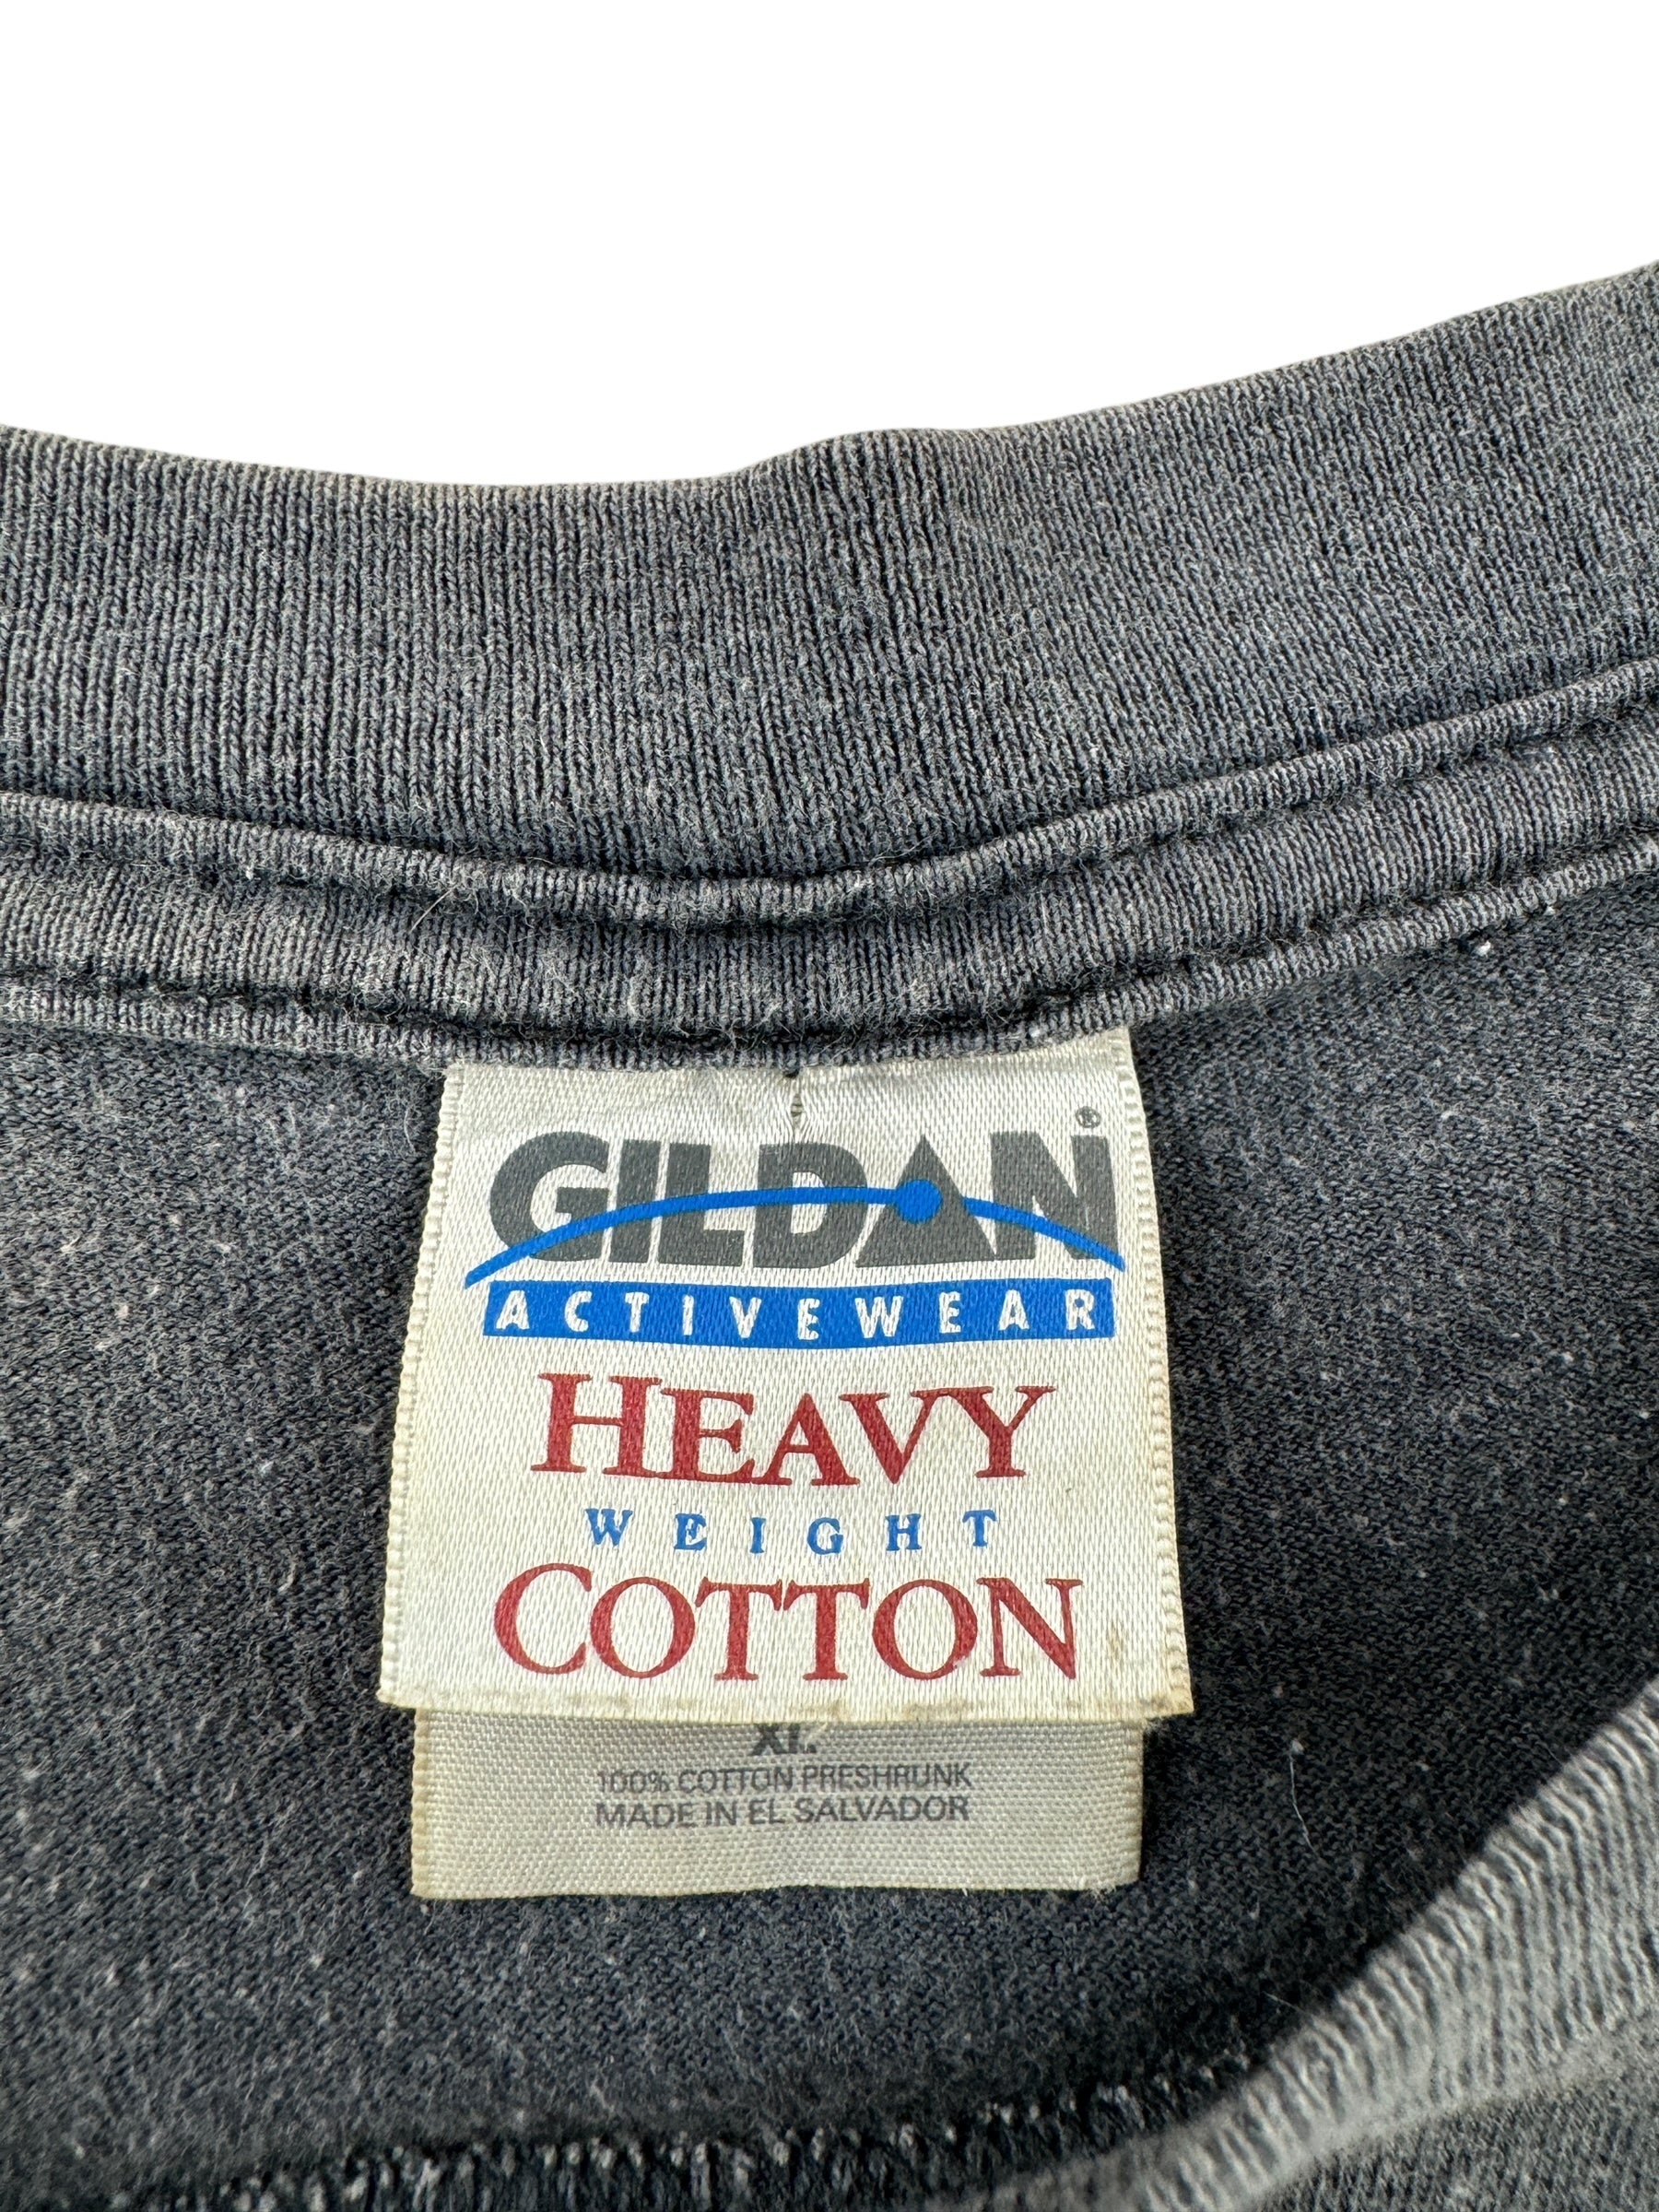 GILDAN®
ACTIVEWEAR
HEAVY
WEIGHT
COTTON
XL
100% COTTON PRESHRUNK
MADE IN EL SALVADOR